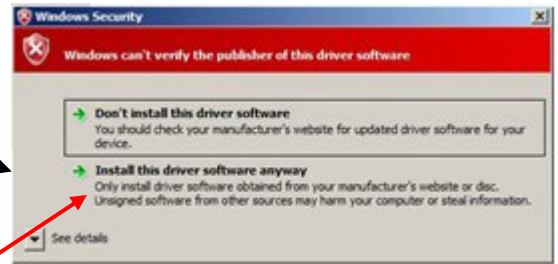 Windows Security
Windows can't verify the publisher of this driver software
Don't install this driver software
You should check your manufacturer's website for updated driver software for your
device.
Install this driver software anyway
Only install driver software obtained from your manufacturer's website or disc.
Unsigned software from other sources may harm your computer or steal information.
See details